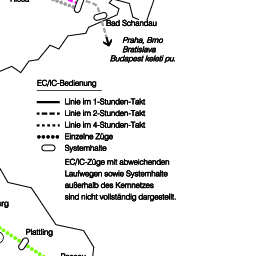 Bad Schandau
Praha, Brno
Bratislava
Budapest keleti pu.
EC/IC-Bedienung
Linie im 1-Stunden-Takt
Linie im 2-Stunden-Takt
Linie im 4-Stunden-Takt
Einzelne Züge
Systemhalte
EC/IC-Züge mit abweichenden
Laufwegen sowie Systemhalte
außerhalb des Kernnetzes
sind nicht vollständig dargestellt.
Plattling